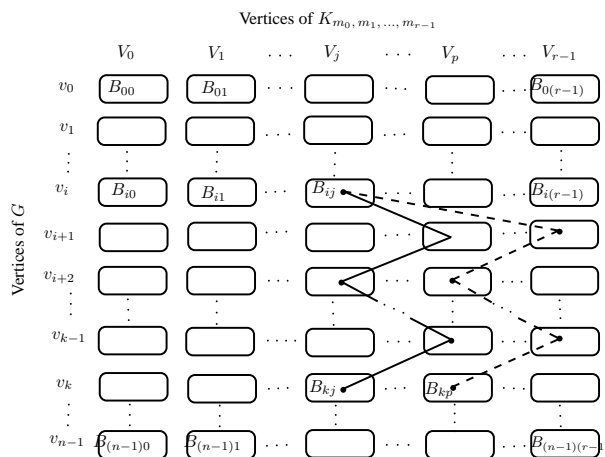 Vertices of K_{m_0, m_1, ..., m_{r-1}}
V_0 V_1 ... V_j ... V_p ... V_{r-1}
v_0 B_{00} B_{01} ... ... ... B_{0(r-1)}
v_1 ... ... ...
v_i B_{i0} B_{i1} ... B_{ij} ... ... B_{i(r-1)}
v_{i+1} ... ... ...
v_{i+2} ... ... ...
v_{k-1} ... ... ...
v_k ... B_{kj} ... B_{kp} ...
v_{n-1} B_{(n-1)0} B_{(n-1)1} ... ... ... B_{(n-1)(r-1
Vertices of G